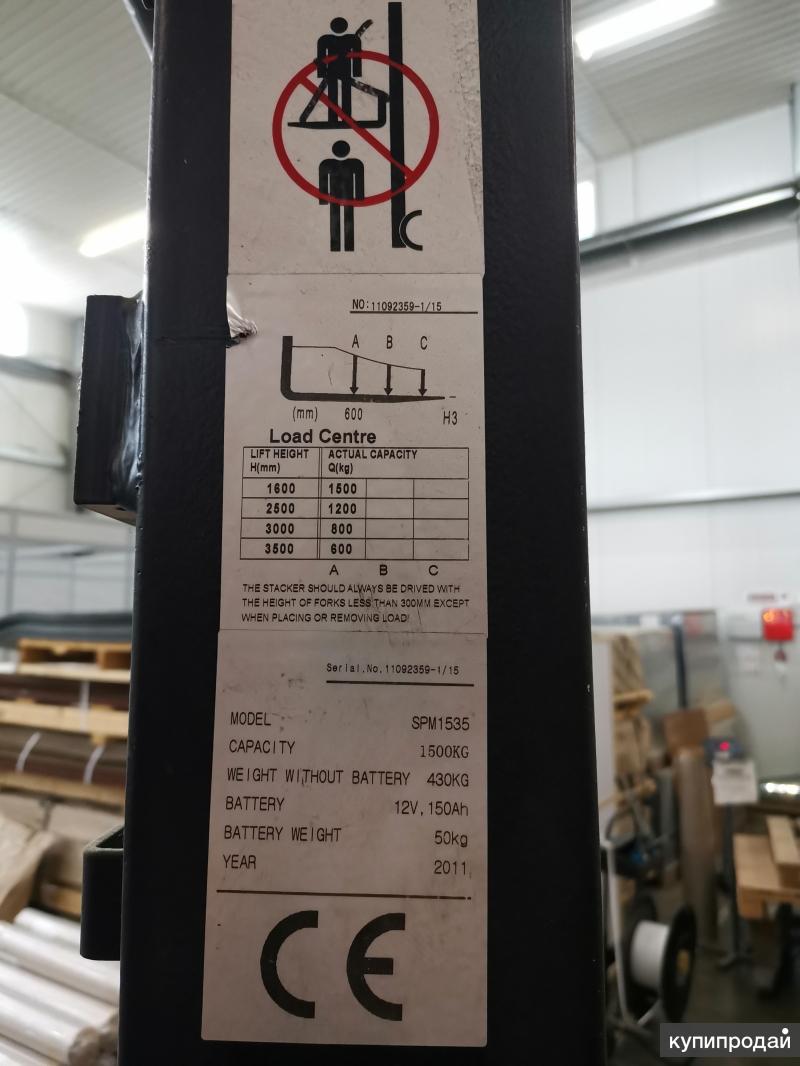 NO:11092359-1/15
A B C
(mm) 600 H3
Load Centre
LIFT HEIGHT H(mm) ACTUAL CAPACITY Q(kg)
1600 1500
2500 1200
3000 800
3500 600
A B C
THE STACKER SHOULD ALWAYS BE DRIVED WITH
THE HEIGHT OF FORKS LESS THAN 300MM EXCEPT
WHEN PLACING OR REMOVING LOAD!
Serial.No.11092359-1/15
MODEL SPM1535
CAPACITY 1500KG
WEIGHT WITHOUT BATTERY 430KG
BATTERY 12V,150Ah
BATTERY WEIGHT 50kg
YEAR 2011
CE
купипродай